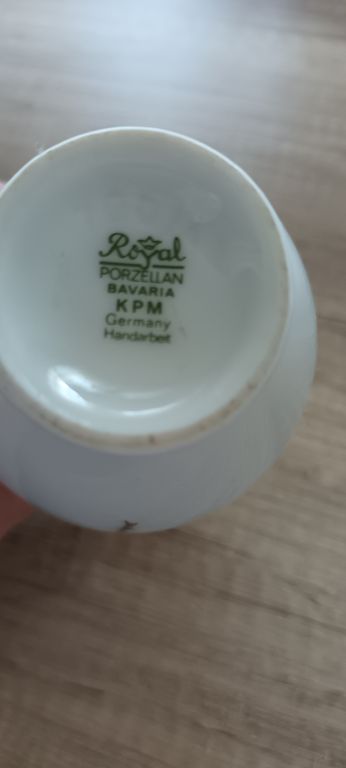 Royal
PORZELLAN
BAVARIA
KPM
Germany
Handarbeit